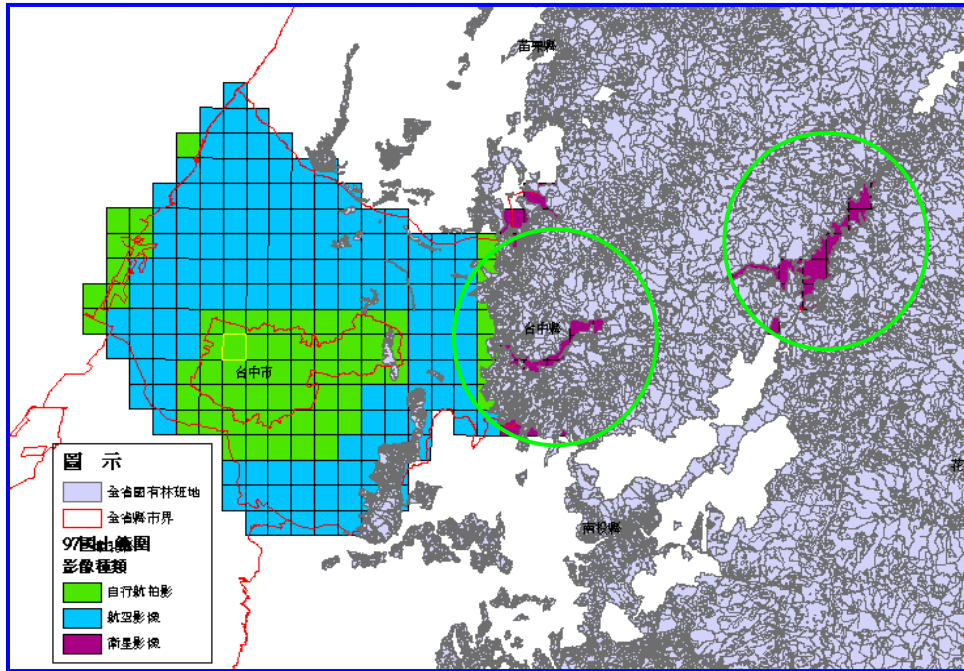 苗栗縣
台中縣
台中市
南投縣
花
圖 示
全省國有林班地
全省縣市界
影像種類
自行航拍影
航空影像
衛星影像